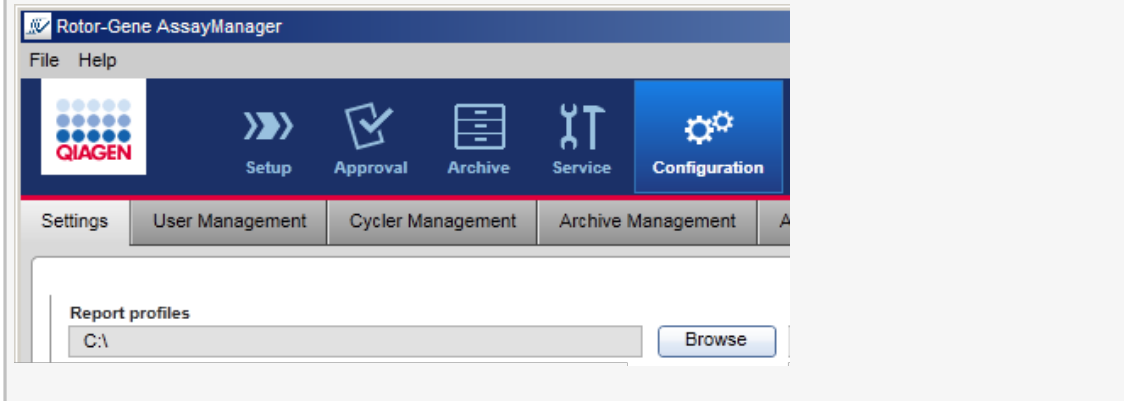 Rotor-Gene AssayManager
File Help
QIAGEN
Setup Approval Archive Service Configuration
Settings User Management Cycler Management Archive Management A
Report profiles
C:\ Browse